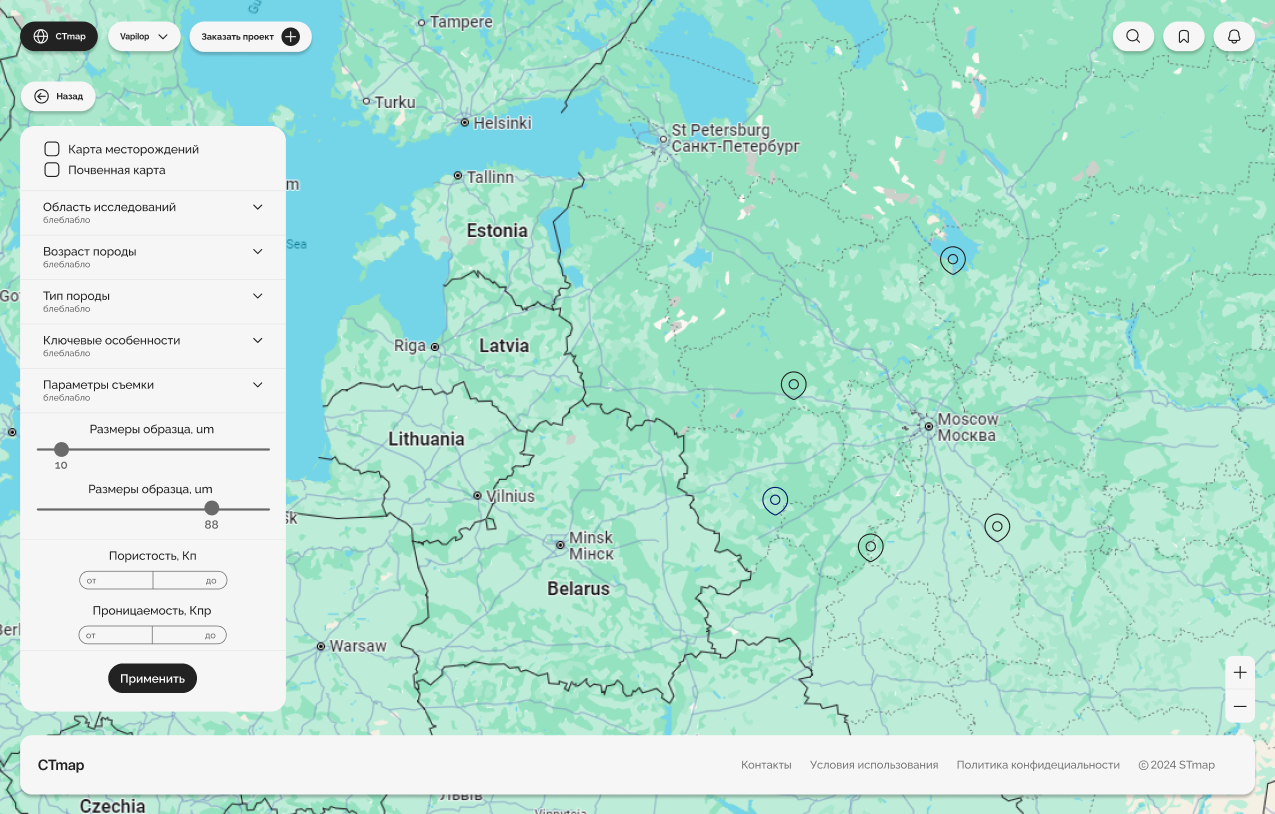 CTmap
Vapilop
Заказать проект
Назад
Карта месторождений
Почвенная карта
Область исследований
блеблабло
Возраст породы
блеблабло
Тип породы
блеблабло
Ключевые особенности
блеблабло
Параметры съемки
блеблабло
Размеры образца, um
10
Размеры образца, um
88
Пористость, Кп
от
до
Проницаемость, Кпр
от
до
Применить
Tampere
Turku
Helsinki
St Petersburg
Санкт-Петербург
Tallinn
Estonia
Sea
Riga
Latvia
Moscow
Москва
Lithuania
Vilnius
Minsk
Мінск
Belarus
Warsaw
Czechia
CTmap
Контакты
Условия использования
Политика конфидециальности
© 2024 STmap